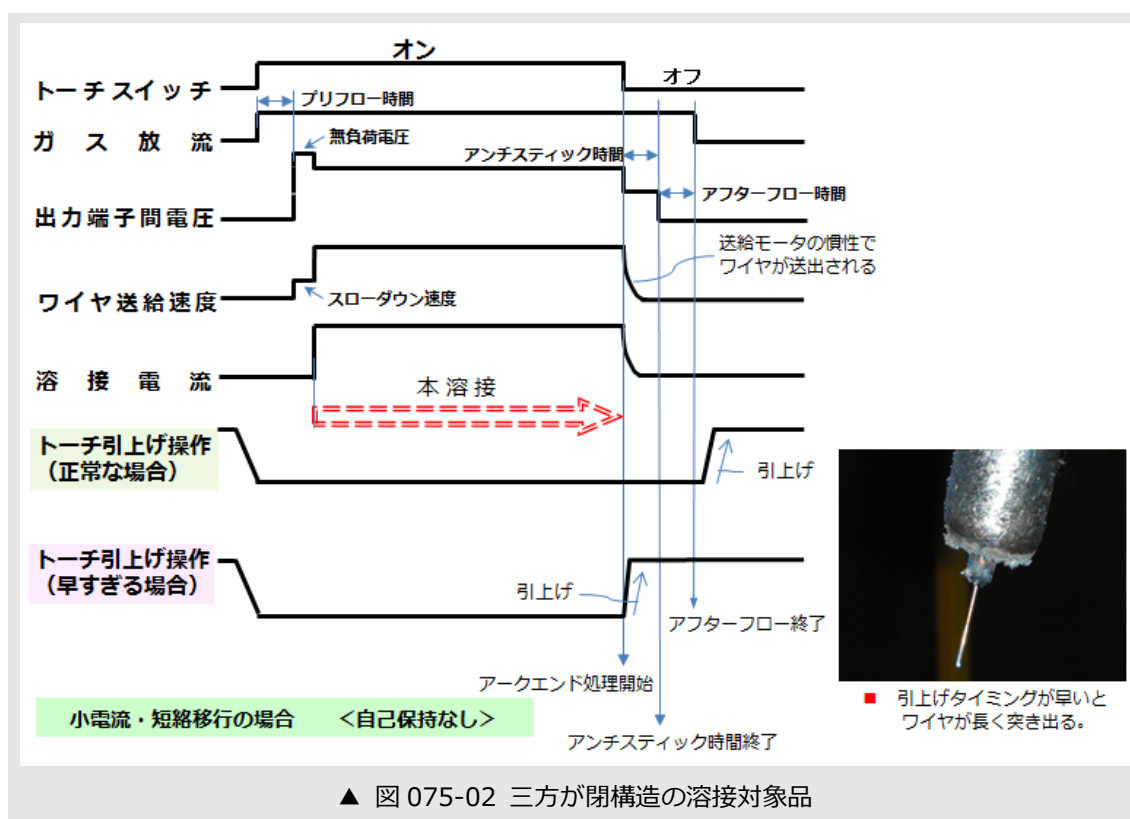 オン
オフ
トーチスイッチ
プリフロー時間
ガス放流
無負荷電圧
アンチスティック時間
アフターフロー時間
出力端子間電圧
送給モータの慣性で
ワイヤが送出される
ワイヤ送給速度
スローダウン速度
溶接電流
本溶接
トーチ引上げ操作
（正常な場合）
引上げ
トーチ引上げ操作
（早すぎる場合）
引上げ
アフターフロー終了
アークエンド処理開始
小電流・短絡移行の場合 ＜自己保持なし＞
アンチスティック時間終了
■ 引上げタイミングが早いと
ワイヤが長く突き出る。
▲ 図 075-02 三方が閉構造の溶接対象品